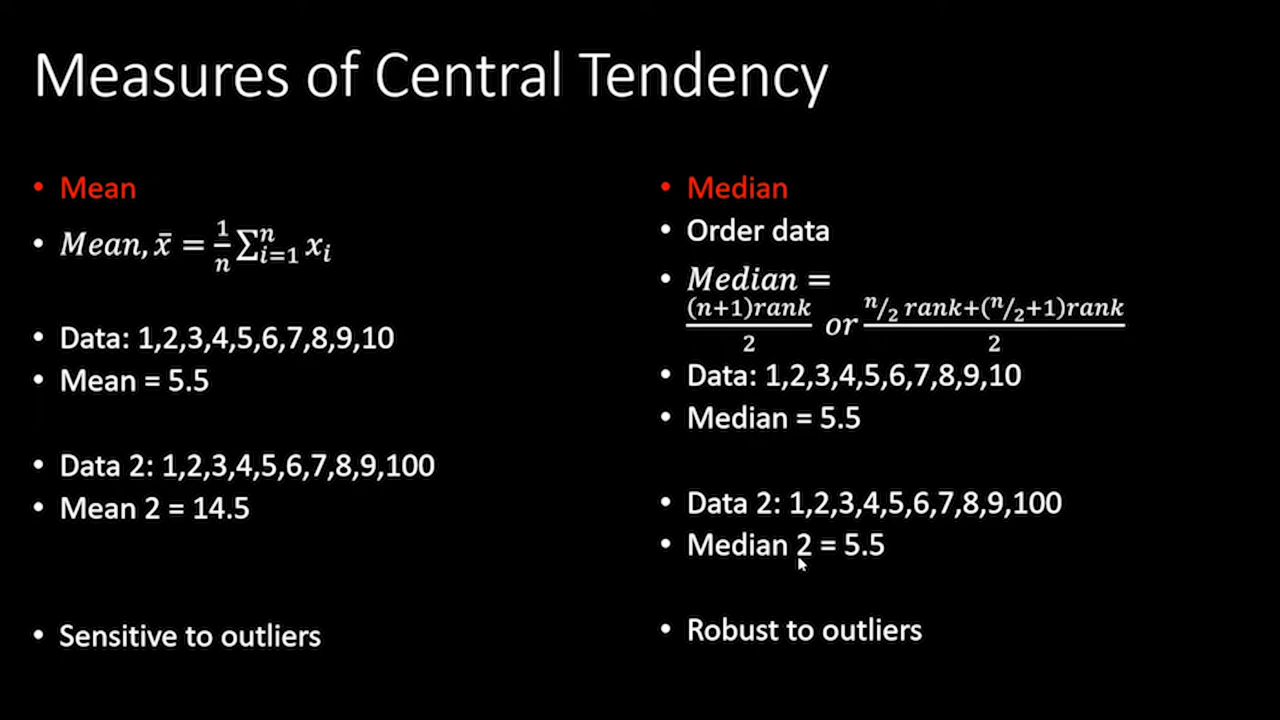 Measures of Central Tendency
• Mean
• Mean, x̄ = 1/n ∑ⁿᵢ₌₁ xᵢ
• Data: 1,2,3,4,5,6,7,8,9,10
• Mean = 5.5
• Data 2: 1,2,3,4,5,6,7,8,9,100
• Mean 2 = 14.5
• Sensitive to outliers
• Median
• Order data
• Median =
(n+1)rank/2 or (n/2 rank+(n/2+1)rank)/2
• Data: 1,2,3,4,5,6,7,8,9,10
• Median = 5.5
• Data 2: 1,2,3,4,5,6,7,8,9,100
• Median 2 = 5.5
• Robust to outliers